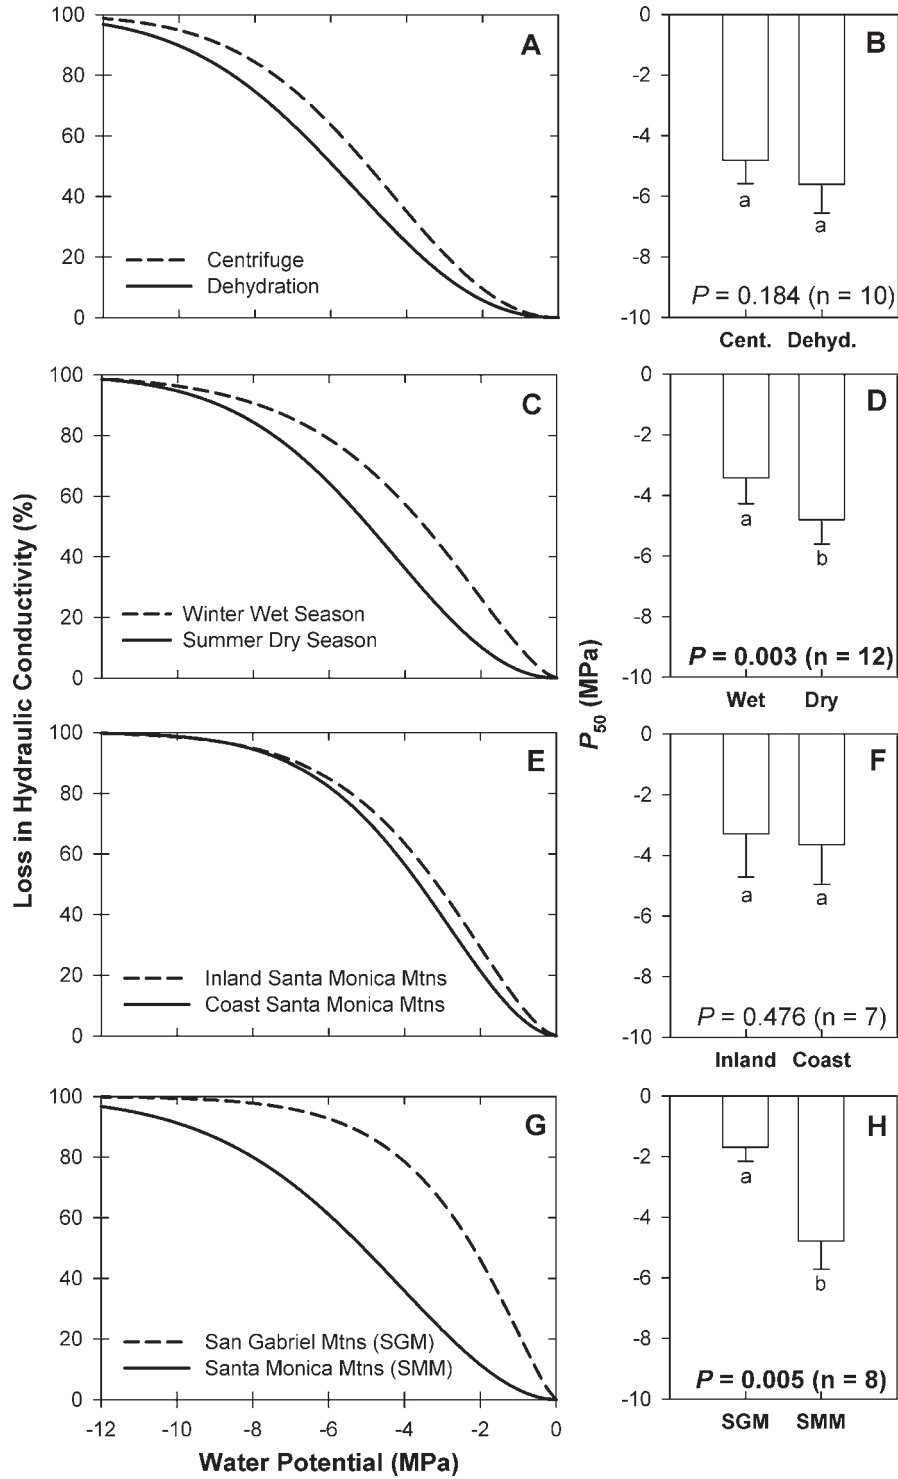 Loss in Hydraulic Conductivity (%)
100
80
60
40
20
0
A
Centrifuge
Dehydration
0
-2
-4
-6
-8
-10
B
a
a
P = 0.184 (n = 10)
Cent. Dehyd.
100
80
60
40
20
0
C
Winter Wet Season
Summer Dry Season
P50 (MPa)
0
-2
-4
-6
-8
-10
D
a
b
P = 0.003 (n = 12)
Wet Dry
100
80
60
40
20
0
E
Inland Santa Monica Mtns
Coast Santa Monica Mtns
0
-2
-4
-6
-8
-10
F
a
a
P = 0.476 (n = 7)
Inland Coast
100
80
60
40
20
0
G
San Gabriel Mtns (SGM)
Santa Monica Mtns (SMM)
-12 -10 -8 -6 -4 -2 0
Water Potential (MPa)
0
-2
-4
-6
-8
-10
H
a
b
P = 0.005 (n = 8)
SGM SMM